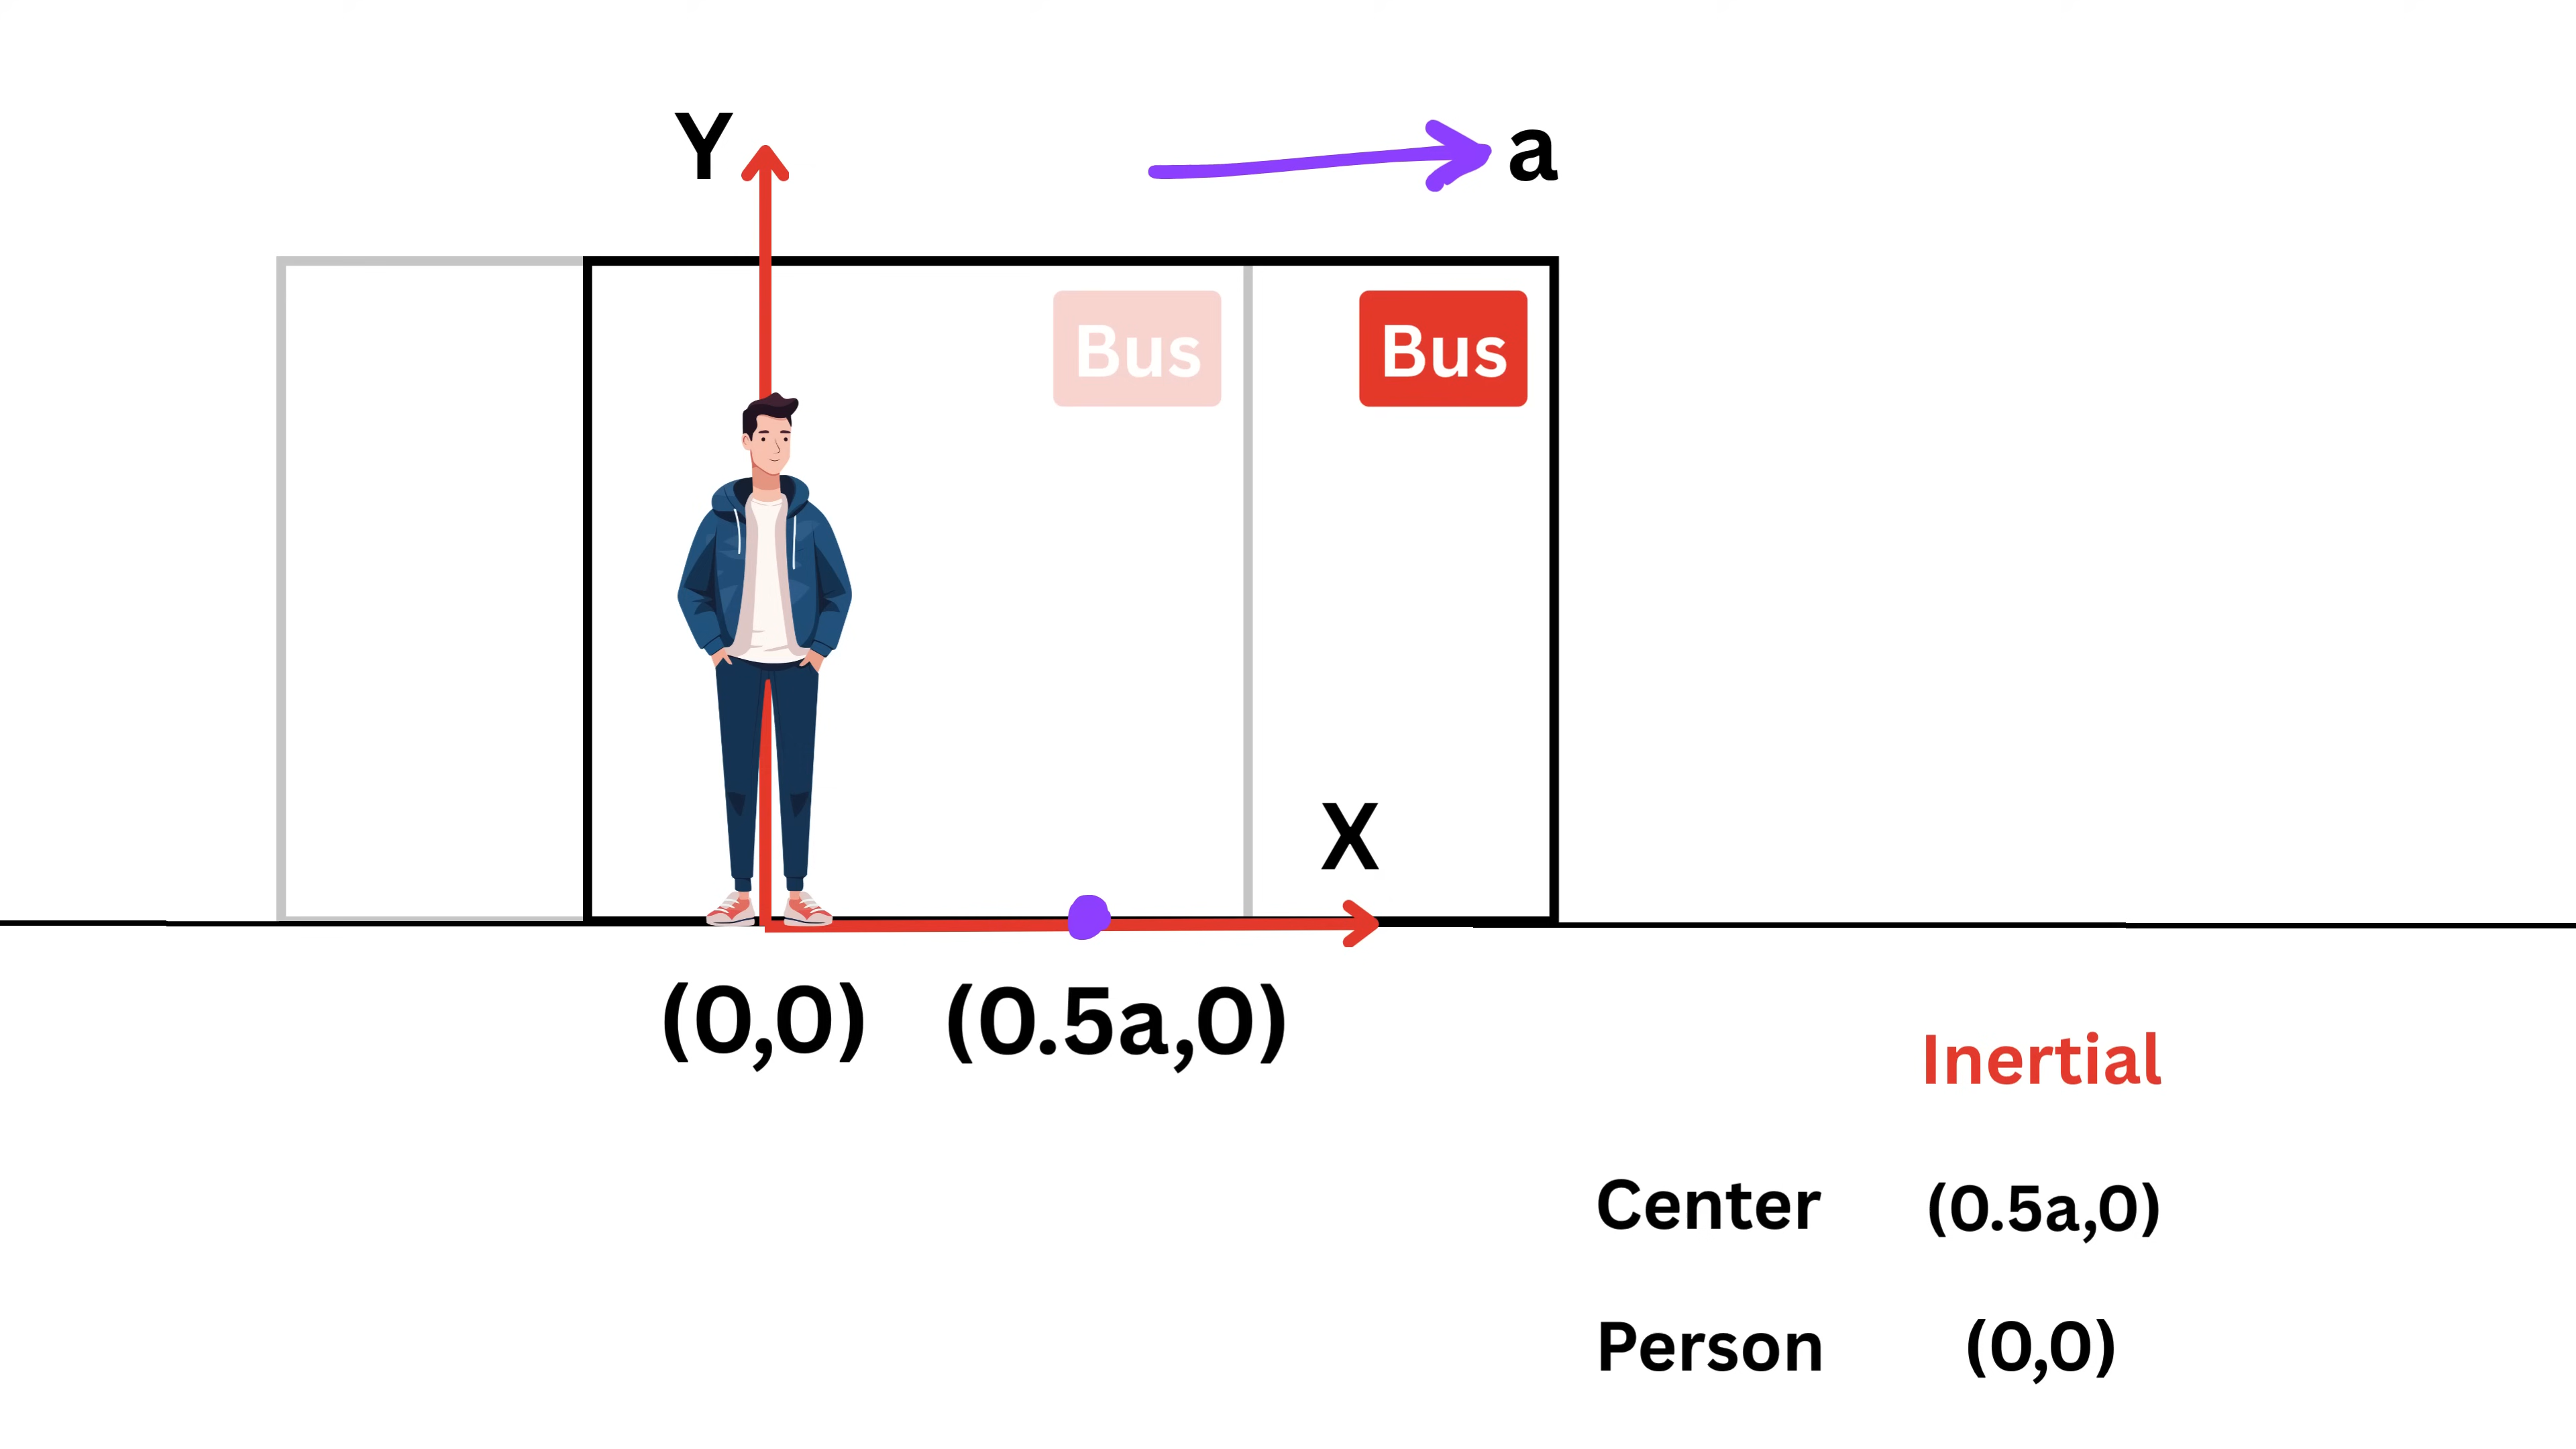 Y
a
Bus
Bus
X
(0,0)
(0.5a,0)
Inertial
Center
(0.5a,0)
Person
(0,0)